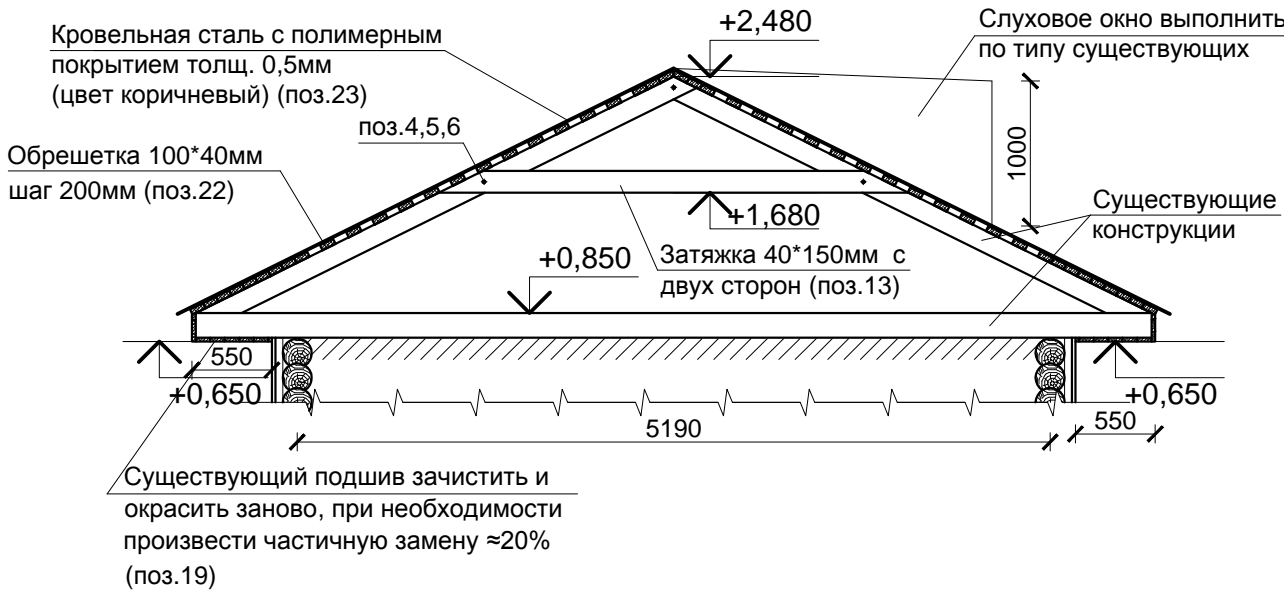 Кровельная сталь с полимерным
покрытием толщ. 0,5мм
(цвет коричневый) (поз.23)
+2,480
Слуховое окно выполнить
по типу существующих
поз.4,5,6
Обрешетка 100*40мм
шаг 200мм (поз.22)
1000
+1,680
Существующие
конструкции
+0,850
Затяжка 40*150мм с
двух сторон (поз.13)
550
+0,650
+0,650
550
5190
Существующий подшив зачистить и
окрасить заново, при необходимости
произвести частичную замену ≈20%
(поз.19)